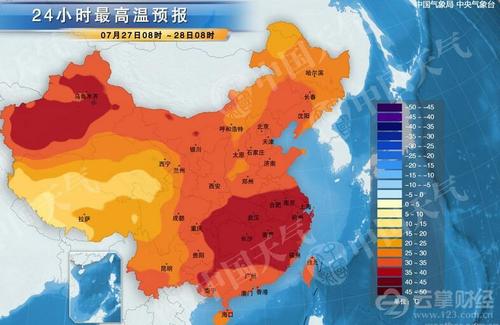 24小时最高温预报
中国气象局 中央气象台
07月27日08时 ~28日08时
哈尔滨
长春
乌鲁木齐
沈阳
呼和浩特
北京
天津
银川
太原
石家庄
济南
西宁
兰州
西安
郑州
合肥
南京
上海
拉萨
成都
武汉
杭州
重庆
长沙
南昌
贵阳
福州
昆明
广州
南宁
澳门
香港
海口
-50 ~ -45
-45 ~ -40
-40 ~ -35
-35 ~ -30
-30 ~ -25
-25 ~ -20
-20 ~ -15
-15 ~ -10
-10 ~ -5
-5 ~ 0
0 ~ 5
5 ~ 10
10 ~ 15
15 ~ 20
20 ~ 25
25 ~ 30
30 ~ 35
35 ~ 40
40 ~ 45
45 ~ 50
单位: ℃
中国天气
云掌财经
www.123.com.cn